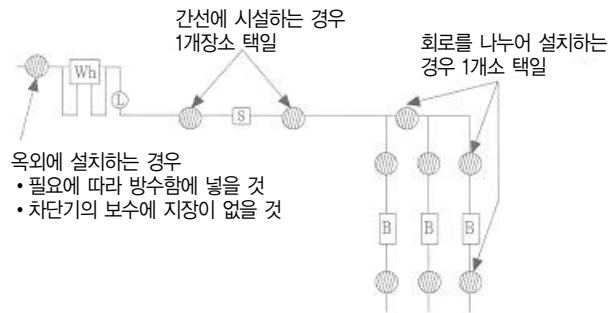 간선에 시설하는 경우
1개장소 택일
회로를 나누어 설치하는
경우 1개소 택일
Wh
L
S
옥외에 설치하는 경우
• 필요에 따라 방수함에 넣을 것
• 차단기의 보수에 지장이 없을 것
B
B
B